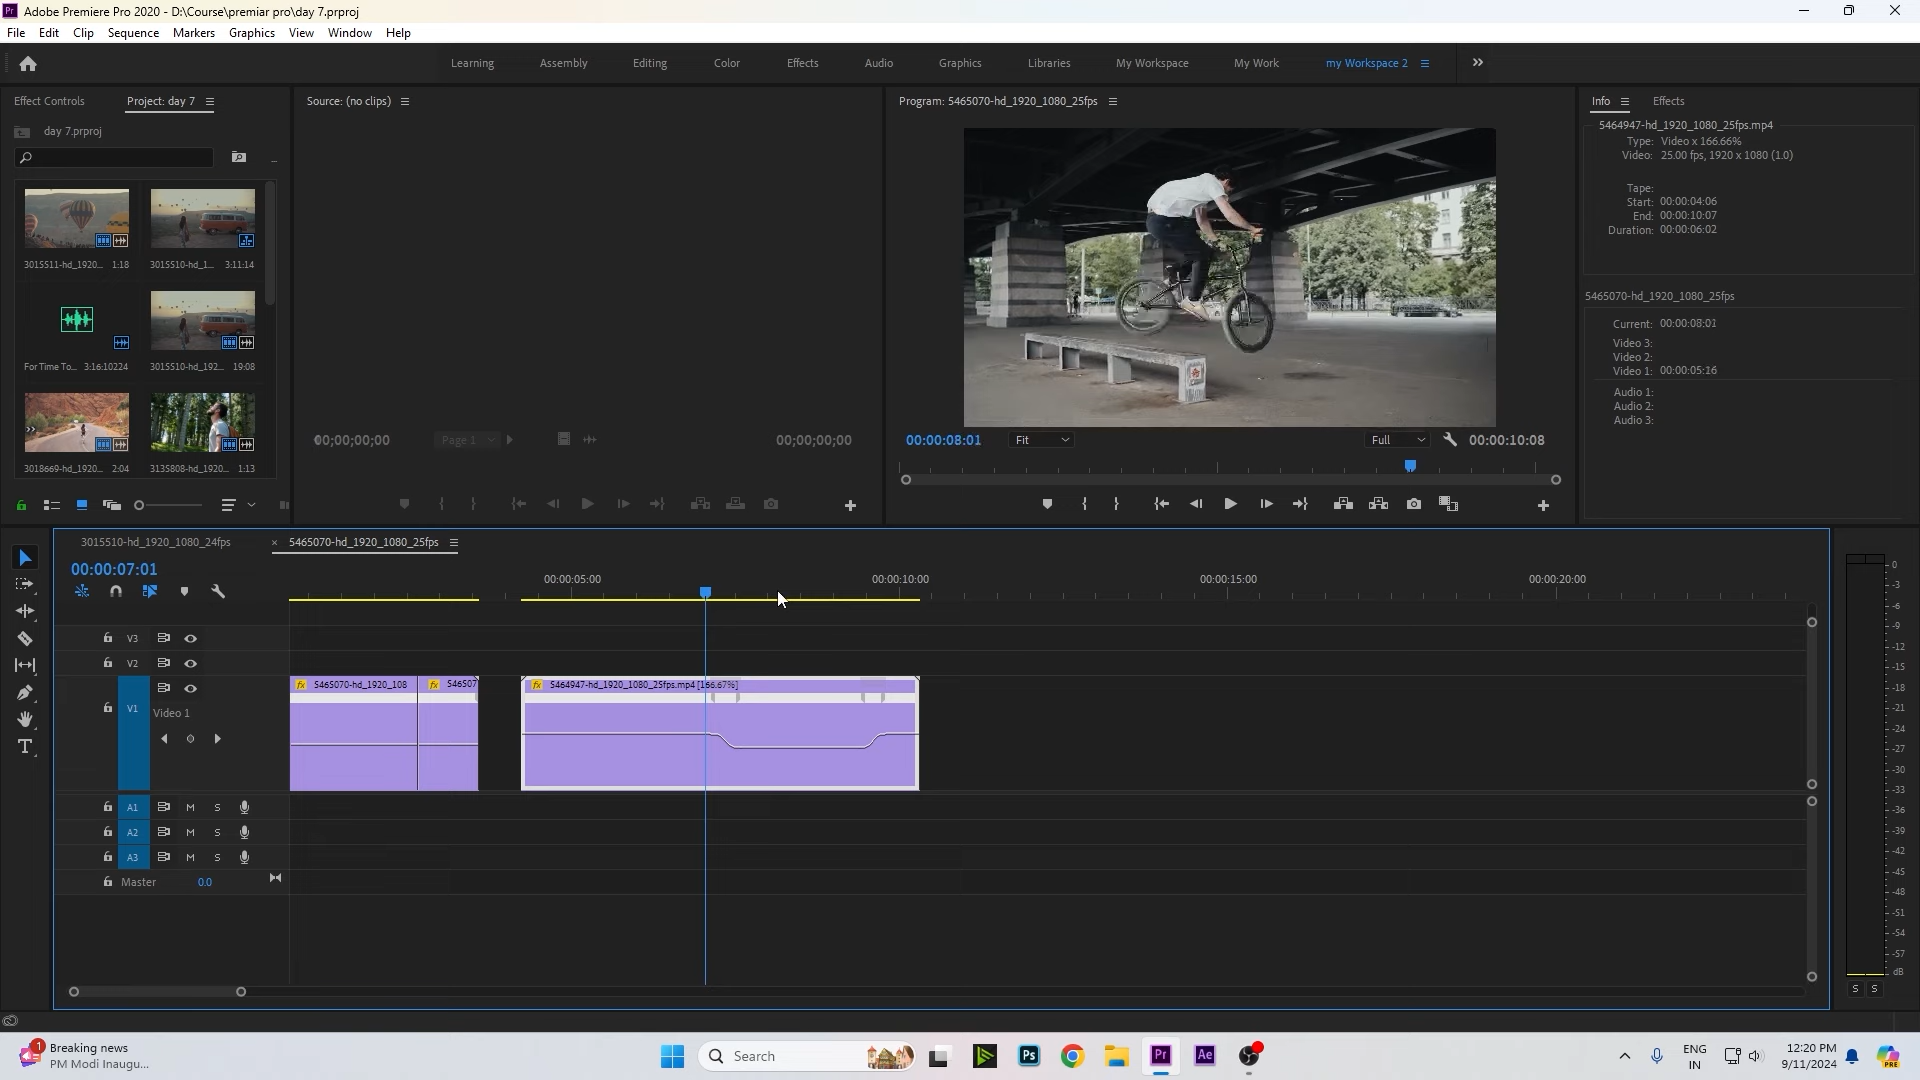 Adobe Premiere Pro 2020 - D:\Course\premiar pro\day 7.prproj
File Edit Clip Sequence Markers Graphics View Window Help
Learning Assembly Editing Color Effects Audio Graphics Libraries My Workspace My Work my Workspace 2
Effect Controls Project: day 7 Source: (no clips) Program: 5465070-hd_1920_1080_25fps Info Effects
day 7.prproj
3015511-hd_1920... 1:18 3015510-hd_1... 3:11:14
For Time To... 3:16:10224 3015510-hd_192... 19:08
3018669-hd_1920... 2:04 3135808-hd_1920... 1:13
00;00;00;00 Page 1 00;00;00;00
00:00:08:01 Fit Full 00:00:10:08
5464947-hd_1920_1080_25fps.mp4
Type: Video x 166.66%
Video: 25.00 fps, 1920 x 1080 (1.0)
Tape:
Start: 00:00:04:06
End: 00:00:10:07
Duration: 00:00:06:02
5465070-hd_1920_1080_25fps
Current: 00:00:08:01
Video 3:
Video 2:
Video 1: 00:00:05:16
Audio 1:
Audio 2:
Audio 3:
3015510-hd_1920_1080_24fps × 5465070-hd_1920_1080_25fps
00:00:07:01
00:00:05:00 00:00:10:00 00:00:15:00 00:00:20:00
V3
V2
fx 5465070-hd_1920_108 fx 546507 fx 5464947-hd_1920_1080_25fps.mp4 [166.67%]
V1 Video 1
A1 M S
A2 M S
A3 M S
Master 0.0
0
-3
-6
-9
-12
-15
-18
-21
-24
-27
-30
-33
-36
-39
-42
-45
-48
-51
-54
-57
dB
S S
1 Breaking news
PM Modi Inaugu...
Search
Ps Pr Ae
ENG
IN
12:20 PM
9/11/2024
PRE